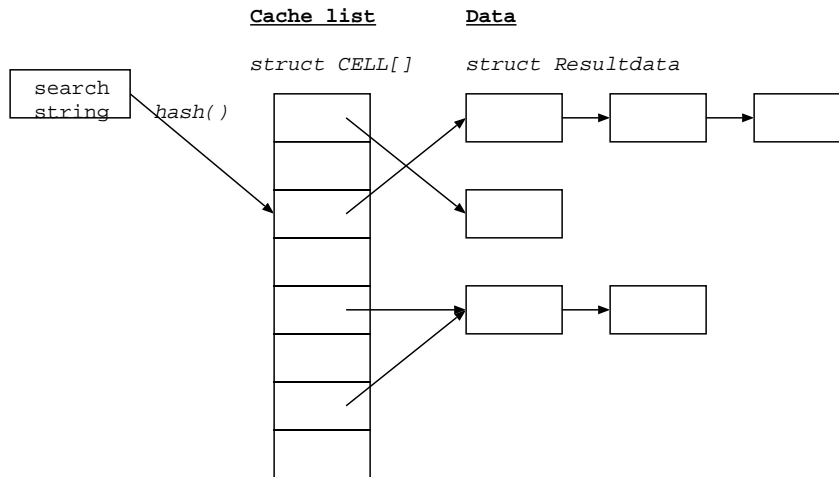 Cache list
Data
struct CELL[]
struct Resultdata
search
string
hash()